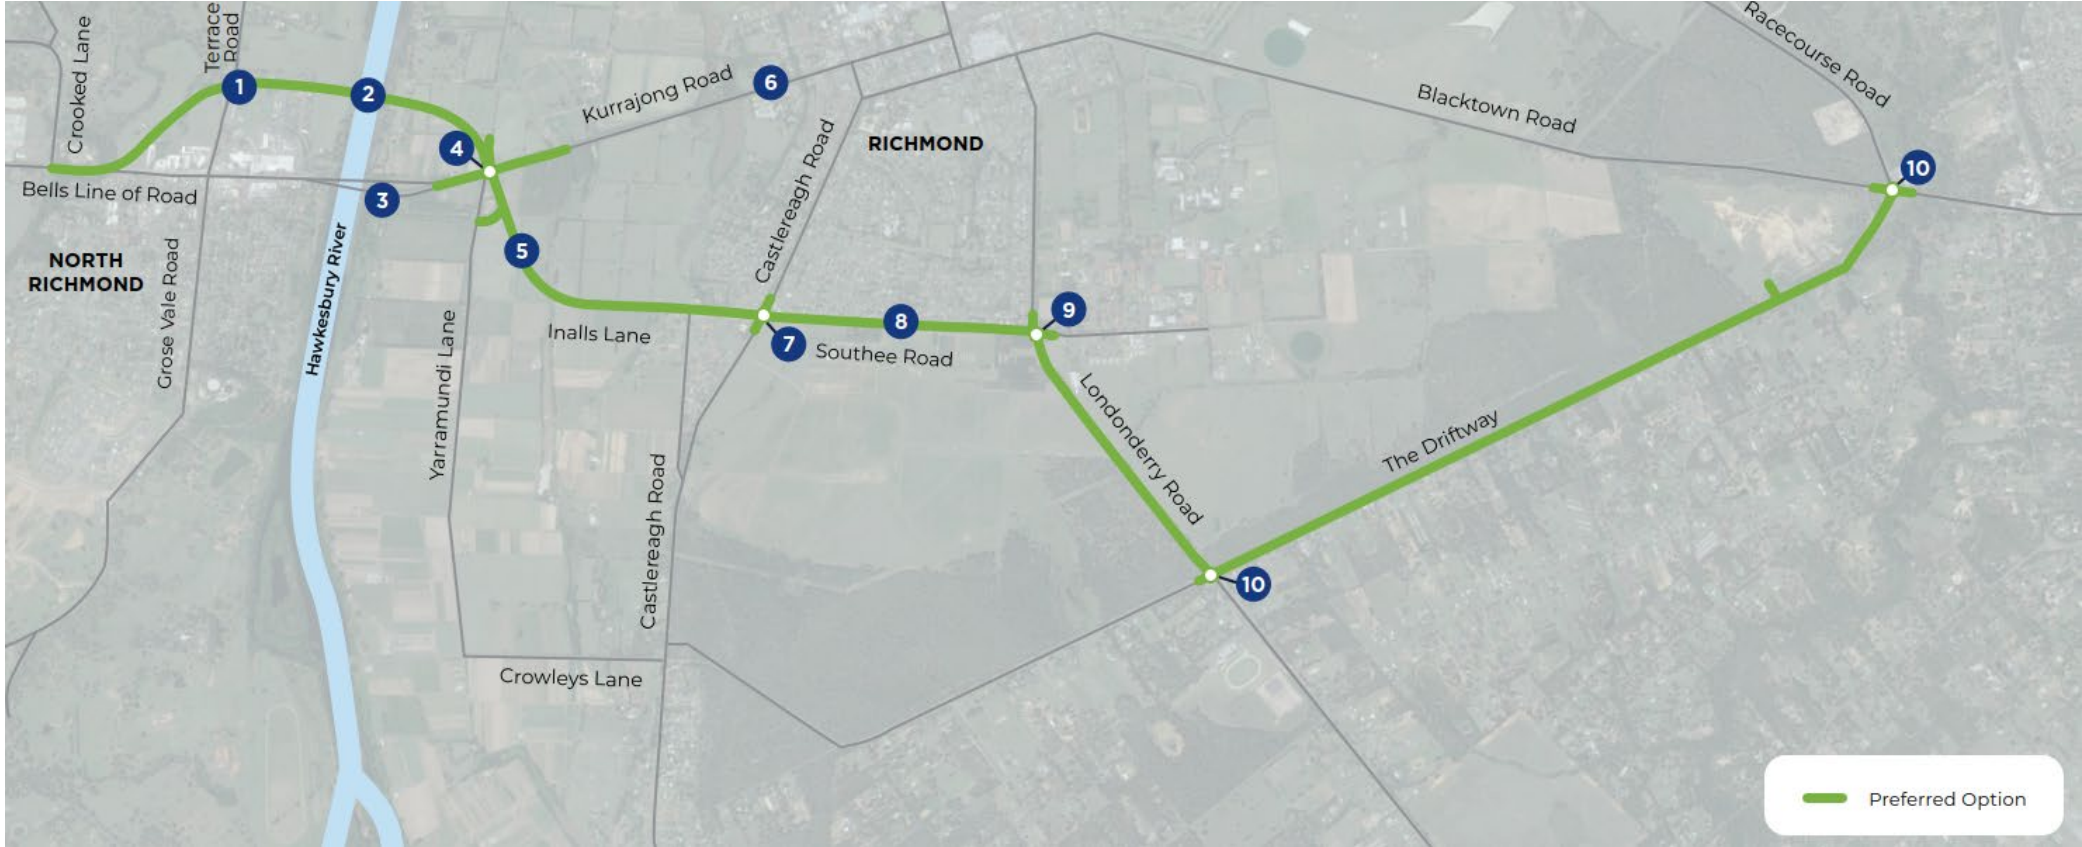 Crooked Lane
Terrace
Road
Racecourse Road
1
2
Kurrajong Road
6
Blacktown Road
4
Castlereagh Road
RICHMOND
10
Bells Line of Road
3
NORTH
RICHMOND
Grose Vale Road
Hawkesbury River
5
Yarramundi Lane
Inalls Lane
7
8
Southee Road
9
Londonderry Road
The Driftway
Castlereagh Road
10
Crowleys Lane
Preferred Option